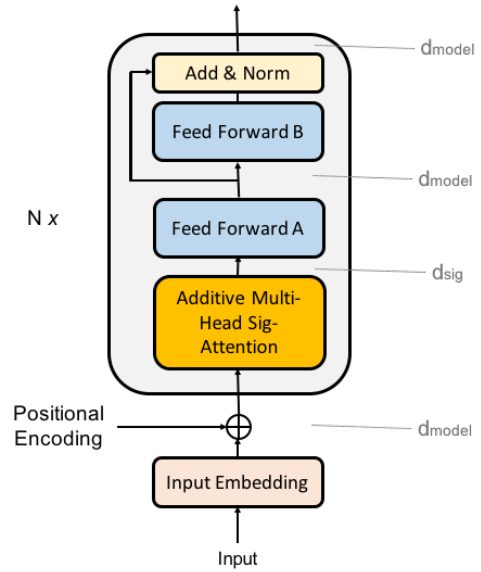 dmodel
Add & Norm
Feed Forward B
dmodel
N x
Feed Forward A
dsig
Additive Multi-
Head Sig-
Attention
Positional
Encoding
dmodel
Input Embedding
Input